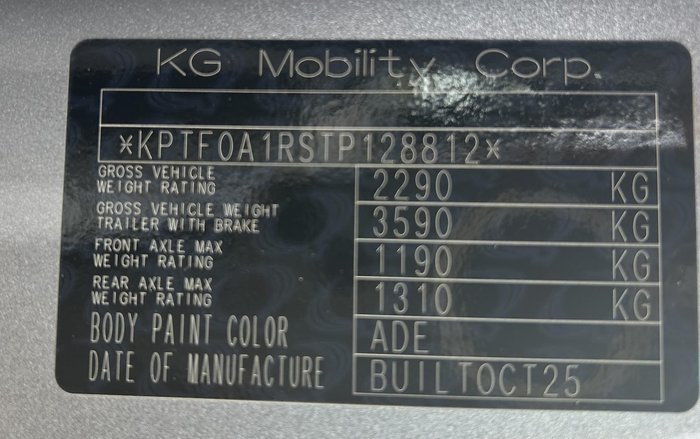 KG Mobility Corp.
*KPTF0A1RSTP128812*
GROSS VEHICLE
WEIGHT RATING 2290 KG
GROSS VEHICLE WEIGHT
TRAILER WITH BRAKE 3590 KG
FRONT AXLE MAX
WEIGHT RATING 1190 KG
REAR AXLE MAX
WEIGHT RATING 1310 KG
BODY PAINT COLOR ADE
DATE OF MANUFACTURE BUILTOCT25